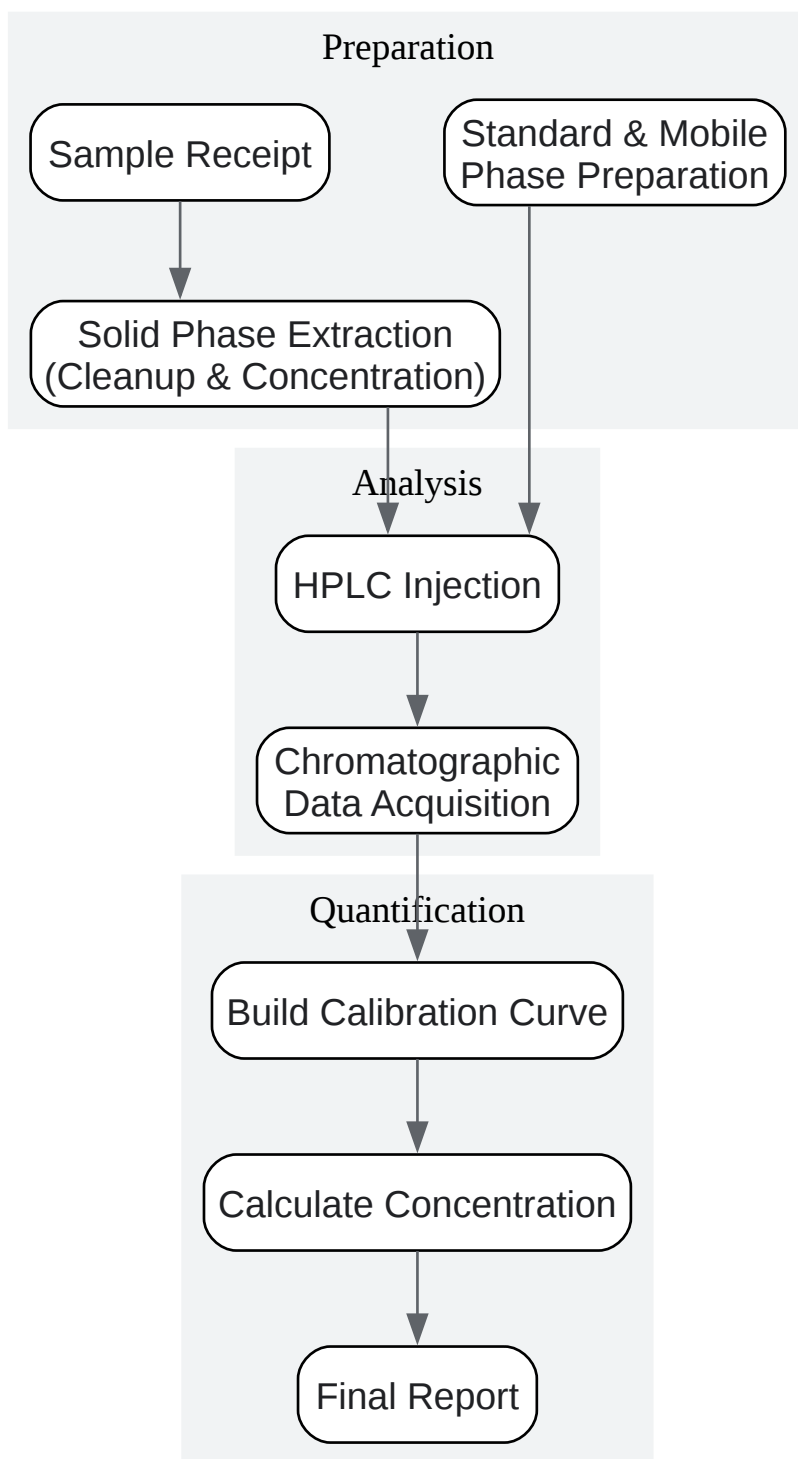 Preparation
Sample Receipt
Standard & Mobile
Phase Preparation
Solid Phase Extraction
(Cleanup & Concentration)
Analysis
HPLC Injection
Chromatographic
Data Acquisition
Quantification
Build Calibration Curve
Calculate Concentration
Final Report